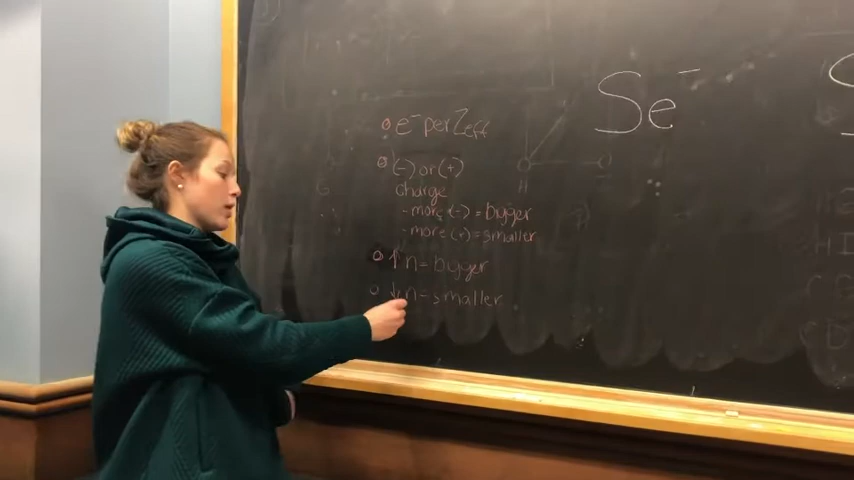 e⁻ per Zeff
(-) or (+)
charge
- more (-) = bigger
- more (+) = smaller
↑ n = bigger
↓ n = smaller
Se⁻